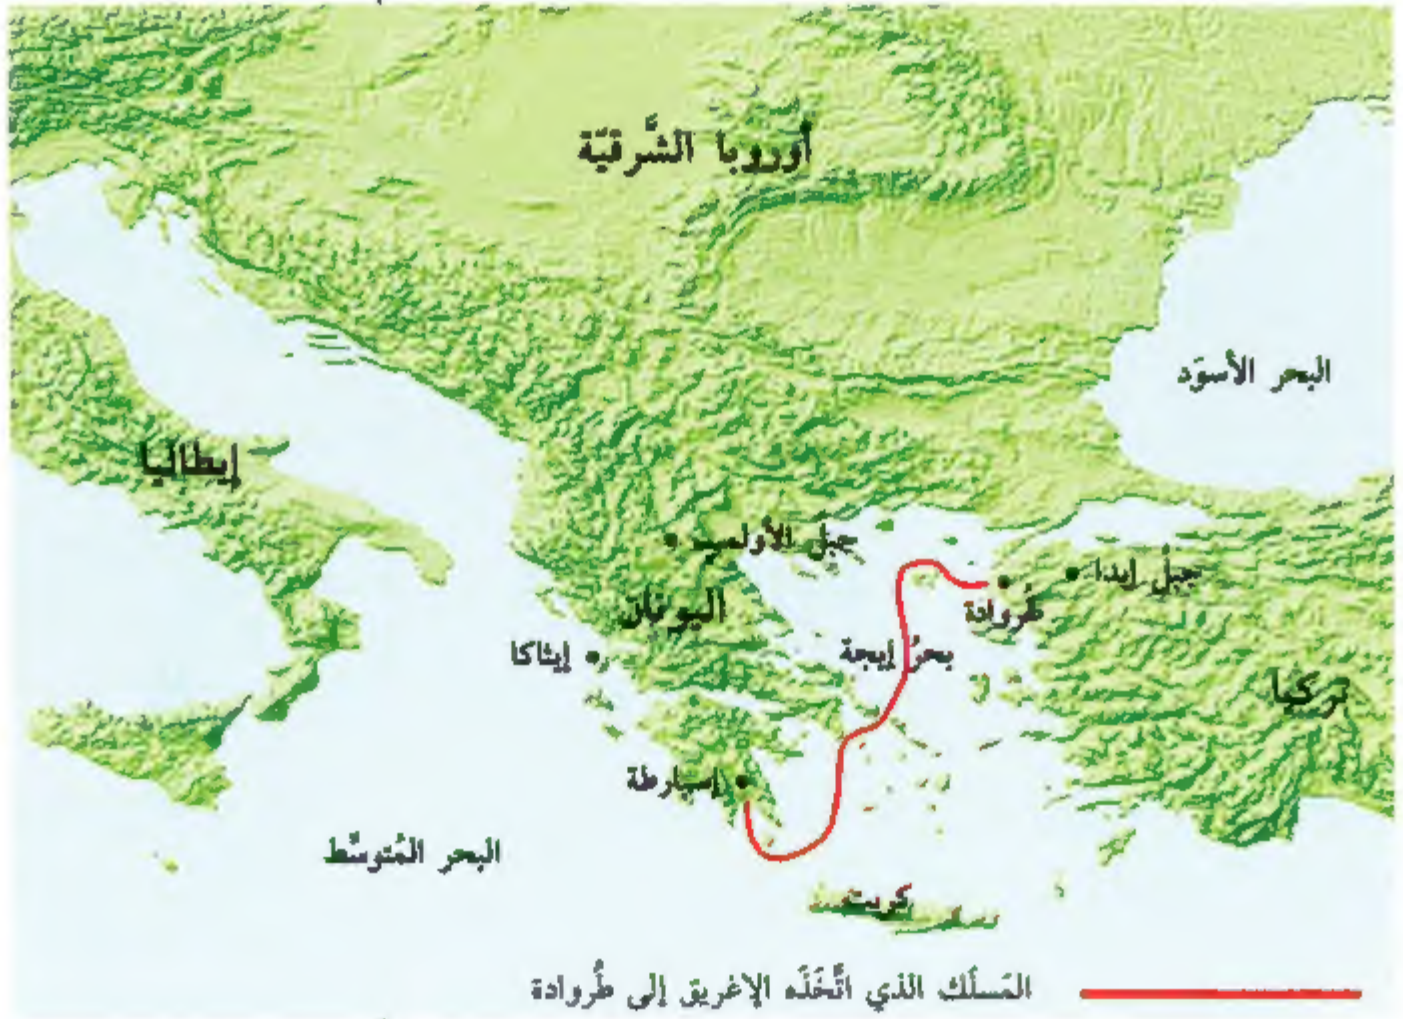 أوروبا الشَّرقيّة
البحر الأسوَد
إيطاليا
جبل الأولمب
جبل إيدا
طُروادة
اليونان
إيثاكا
بحرُ إيجة
تركيا
إسبارطة
البحر المُتوسِّط
كريت
المَسلَك الذي اتَّخَذَه الإغريق إلى طُروادة